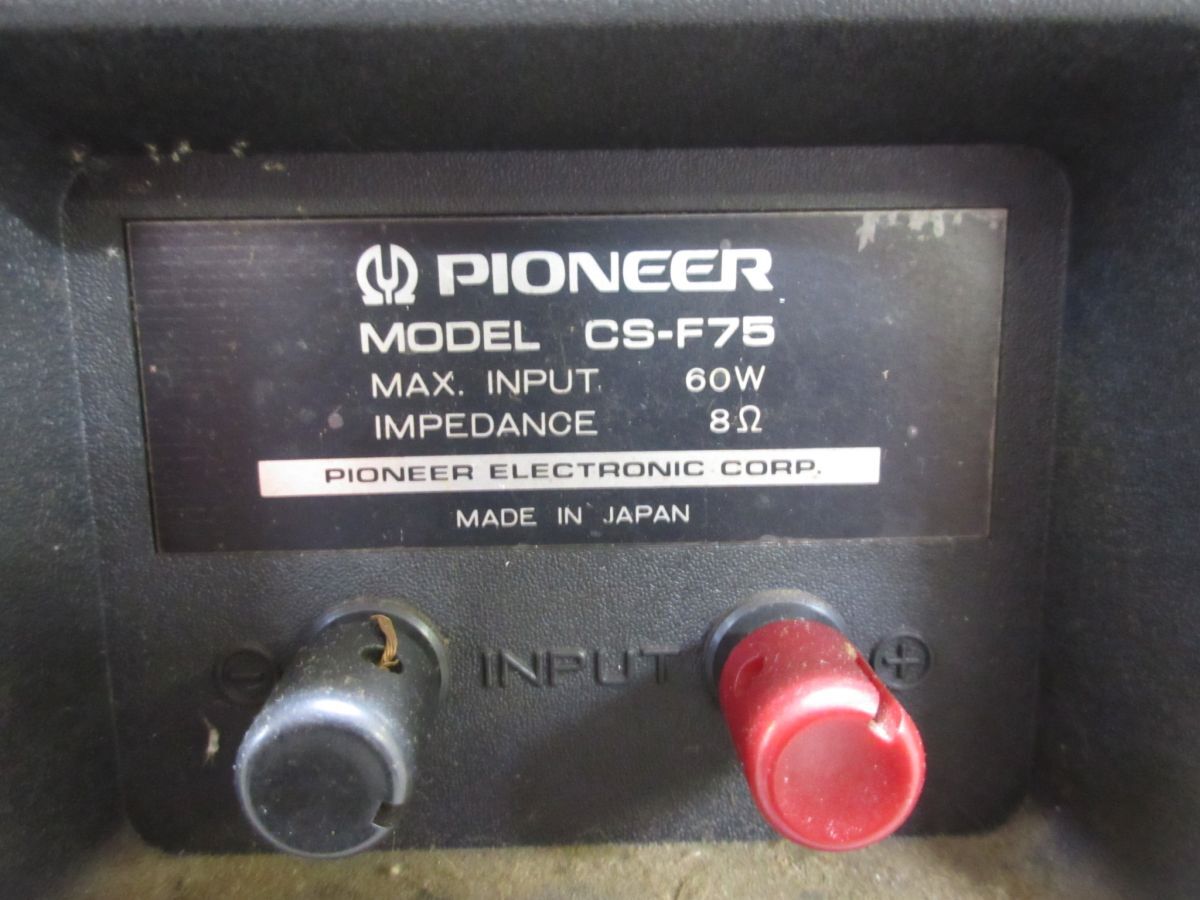 PIONEER
MODEL CS-F75
MAX. INPUT 60W
IMPEDANCE 8Ω
PIONEER ELECTRONIC CORP.
MADE IN JAPAN
⊖ INPUT ⊕